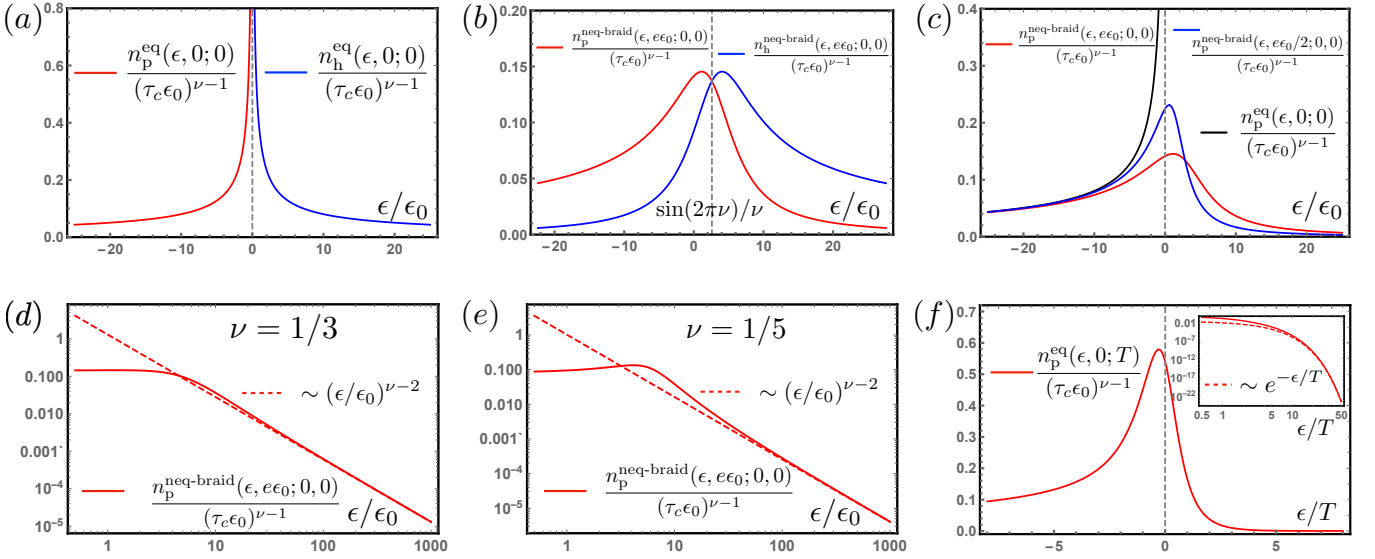 (a)
0.8
0.6
0.4
0.2
0.0
n_p^eq(ϵ, 0; 0)
(τ_c ϵ_0)^{ν−1}
n_h^eq(ϵ, 0; 0)
(τ_c ϵ_0)^{ν−1}
ϵ/ϵ_0
−20 −10 0 10 20
(b)
0.20
0.15
0.10
0.05
0.00
n_p^{neq-braid}(ϵ, eϵ_0; 0, 0)
(τ_c ϵ_0)^{ν−1}
n_h^{neq-braid}(ϵ, eϵ_0; 0, 0)
(τ_c ϵ_0)^{ν−1}
sin(2πν)/ν
ϵ/ϵ_0
−20 −10 0 10 20
(c)
0.4
0.3
0.2
0.1
0.0
n_p^{neq-braid}(ϵ, eϵ_0; 0, 0)
(τ_c ϵ_0)^{ν−1}
n_p^{neq-braid}(ϵ, eϵ_0/2; 0, 0)
(τ_c ϵ_0)^{ν−1}
n_p^eq(ϵ, 0; 0)
(τ_c ϵ_0)^{ν−1}
ϵ/ϵ_0
−20 −10 0 10 20
(d)
1
0.100
0.010
0.001`
10^{-4}
10^{-5}
ν = 1/3
∼ (ϵ/ϵ_0)^{ν−2}
n_p^{neq-braid}(ϵ, eϵ_0; 0, 0)
(τ_c ϵ_0)^{ν−1}
ϵ/ϵ_0
1 10 100 1000
(e)
1
0.100
0.010
0.001`
10^{-4}
10^{-5}
ν = 1/5
∼ (ϵ/ϵ_0)^{ν−2}
n_p^{neq-braid}(ϵ, eϵ_0; 0, 0)
(τ_c ϵ_0)^{ν−1}
ϵ/ϵ_0
1 10 100 1000
(f)
0.7
0.6
0.5
0.4
0.3
0.2
0.1
0.0
n_p^eq(ϵ, 0; T)
(τ_c ϵ_0)^{ν−1}
0.01
10^{-7}
10^{-12}
10^{-17}
10^{-22}
∼ e^{−ϵ/T}
0.5 1 5 10 50
ϵ/T
ϵ/T
−5 0 5